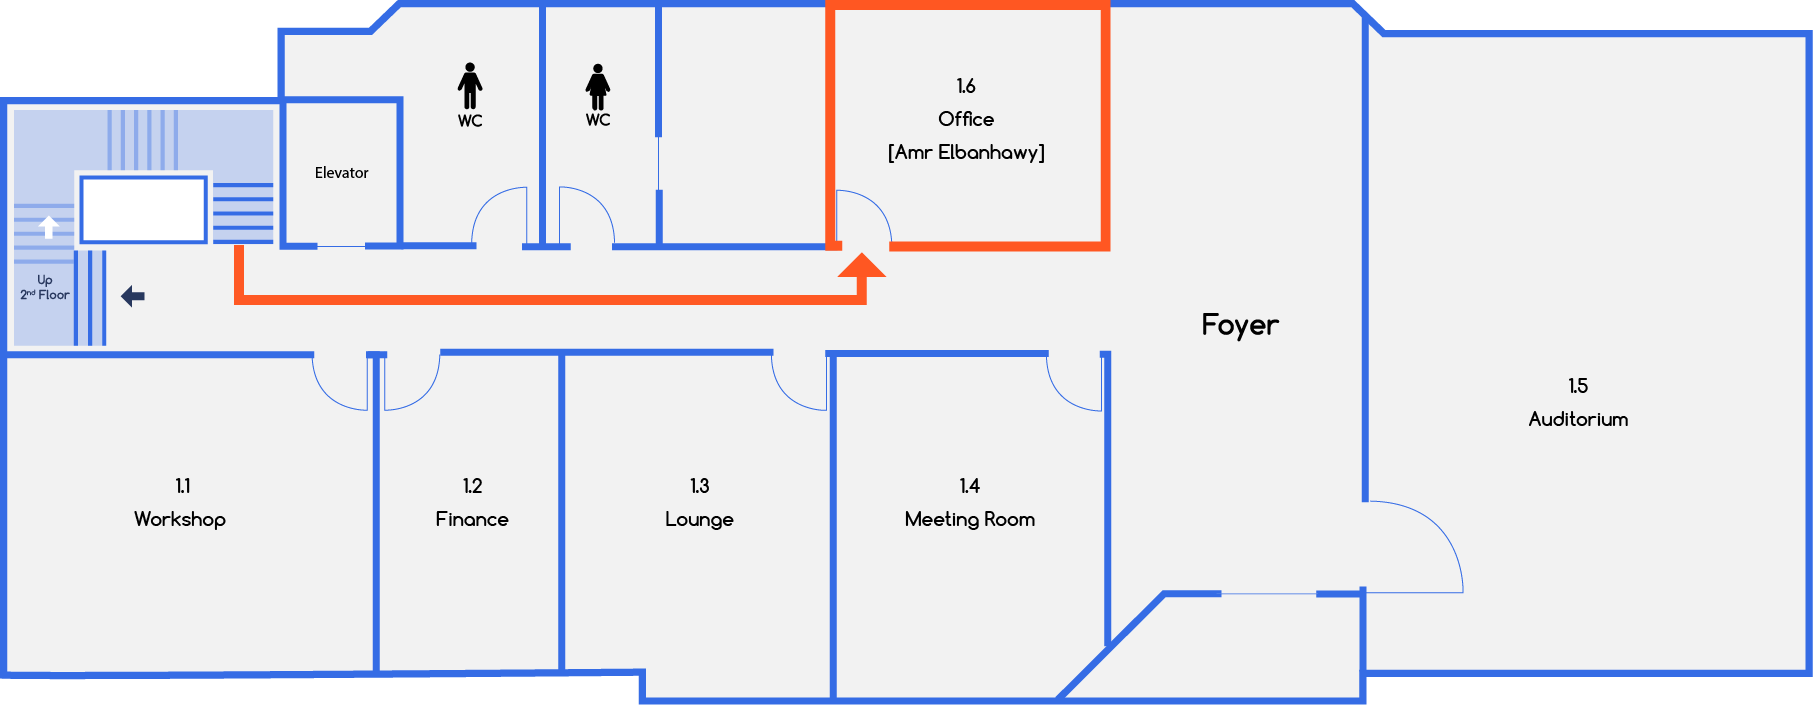 WC
WC
1.6
Office
[Amr Elbanhawy]
Elevator
Up
2nd Floor
Foyer
1.5
Auditorium
1.1
Workshop
1.2
Finance
1.3
Lounge
1.4
Meeting Room